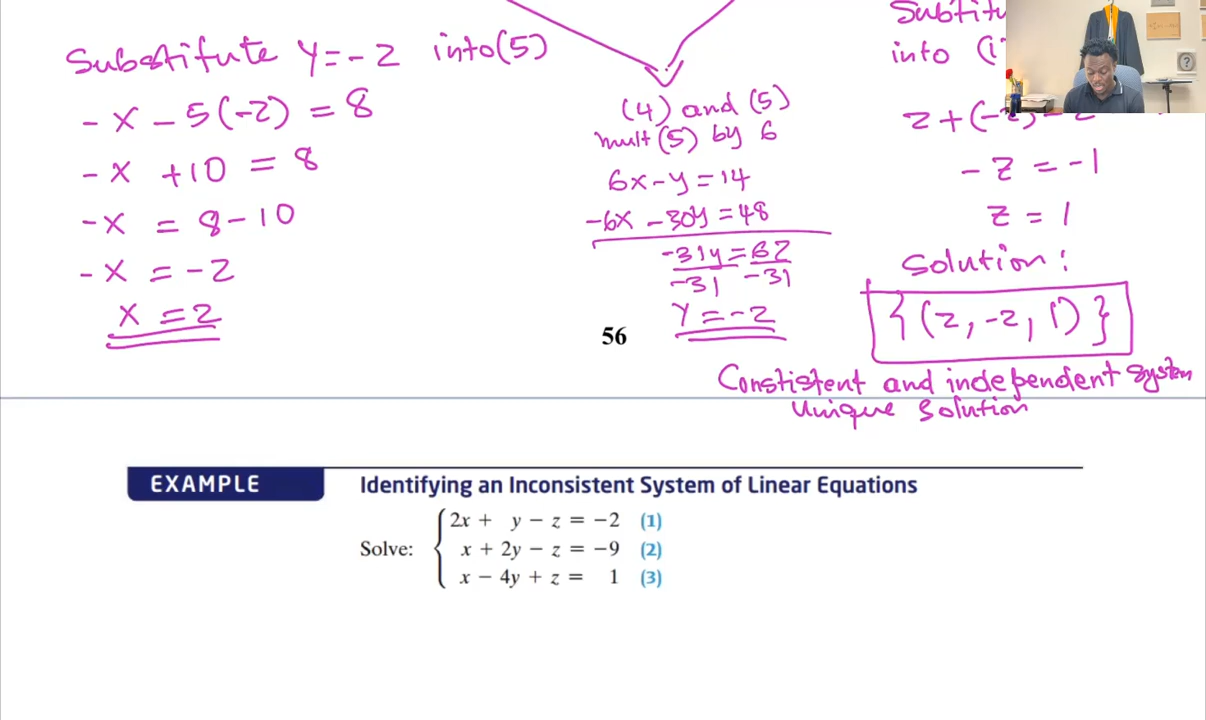 Substitute y=-2 into(5)
-x-5(-2)=8
-x+10=8
-x=8-10
-x=-2
x=2
(4) and (5)
mult(5) by 6
6x-y=14
-6x-30y=48
-31y=62
-31 -31
y=-2
56
into
-z=-1
z=1
Solution:
{(2,-2,1)}
Constistent and independent system
Unique Solution
EXAMPLE
Identifying an Inconsistent System of Linear Equations
Solve:
2x + y − z = −2 (1)
x + 2y − z = −9 (2)
x − 4y + z = 1 (3)